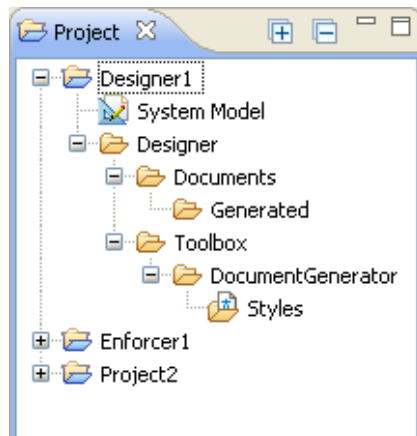 Project
Designer1
System Model
Designer
Documents
Generated
Toolbox
DocumentGenerator
Styles
Enforcer1
Project2